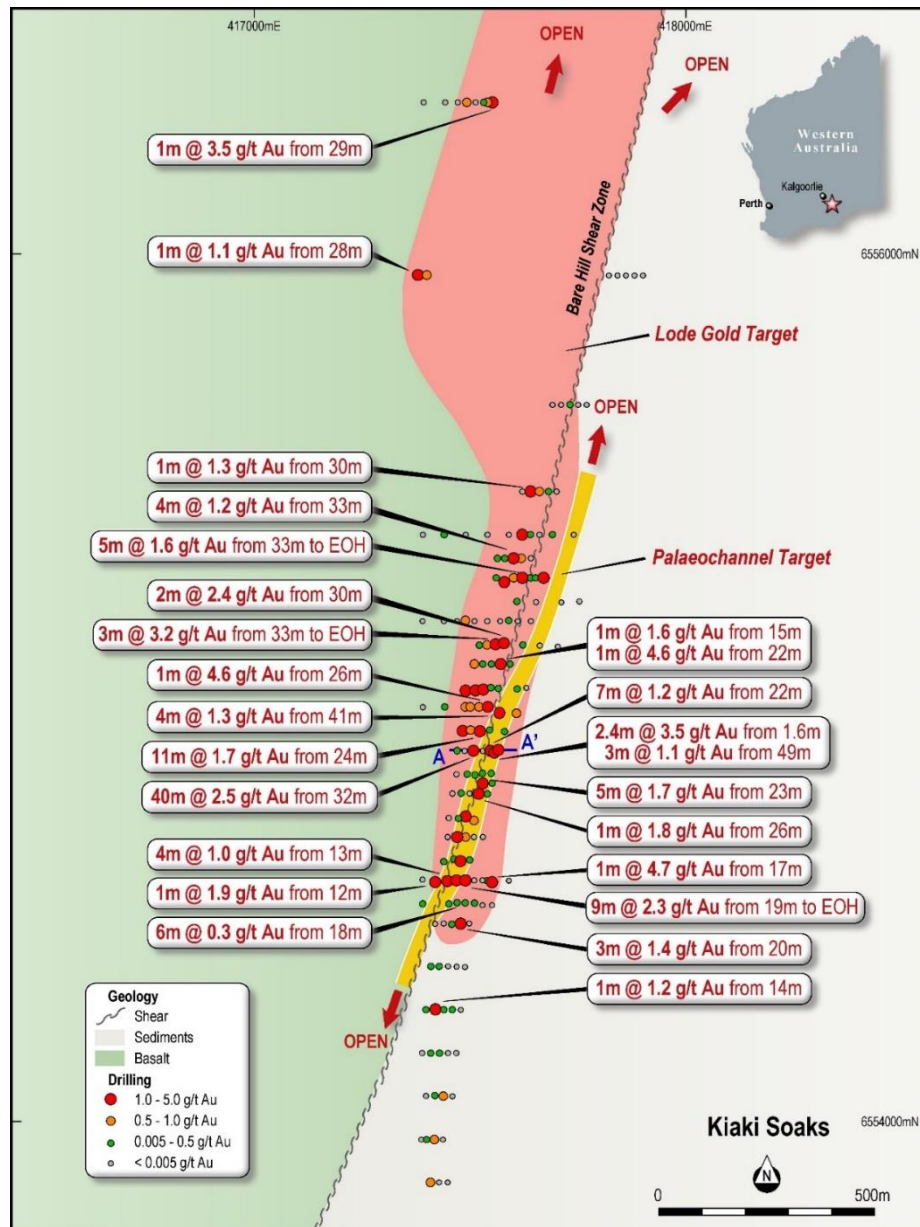 417000mE
418000mE
OPEN
OPEN
Western
Australia
Kalgoorlie
Perth
1m @ 3.5 g/t Au from 29m
Bare Hill Shear Zone
1m @ 1.1 g/t Au from 28m
6556000mN
Lode Gold Target
OPEN
1m @ 1.3 g/t Au from 30m
4m @ 1.2 g/t Au from 33m
5m @ 1.6 g/t Au from 33m to EOH
Palaeochannel Target
2m @ 2.4 g/t Au from 30m
3m @ 3.2 g/t Au from 33m to EOH
1m @ 4.6 g/t Au from 26m
4m @ 1.3 g/t Au from 41m
11m @ 1.7 g/t Au from 24m
40m @ 2.5 g/t Au from 32m
A
A'
1m @ 1.6 g/t Au from 15m
1m @ 4.6 g/t Au from 22m
7m @ 1.2 g/t Au from 22m
2.4m @ 3.5 g/t Au from 1.6m
3m @ 1.1 g/t Au from 49m
5m @ 1.7 g/t Au from 23m
1m @ 1.8 g/t Au from 26m
4m @ 1.0 g/t Au from 13m
1m @ 1.9 g/t Au from 12m
6m @ 0.3 g/t Au from 18m
1m @ 4.7 g/t Au from 17m
9m @ 2.3 g/t Au from 19m to EOH
3m @ 1.4 g/t Au from 20m
1m @ 1.2 g/t Au from 14m
OPEN
Geology
Shear
Sediments
Basalt
Drilling
1.0 - 5.0 g/t Au
0.5 - 1.0 g/t Au
0.005 - 0.5 g/t Au
< 0.005 g/t Au
6554000mN
Kiaki Soaks
N
0
500m